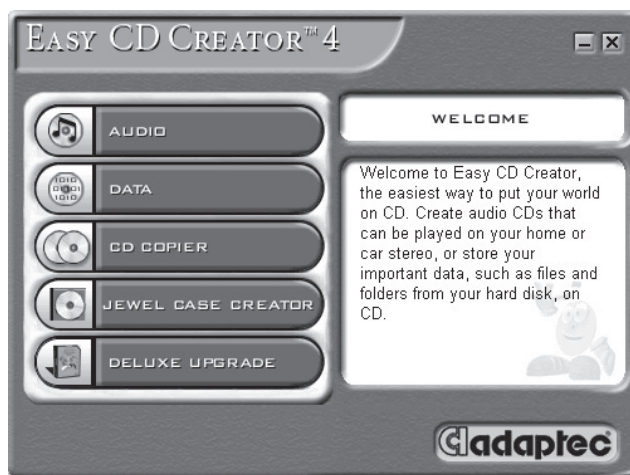 EASY CD CREATOR™ 4
AUDIO
DATA
CD COPIER
JEWEL CASE CREATOR
DELUXE UPGRADE
WELCOME
Welcome to Easy CD Creator,
the easiest way to put your world
on CD. Create audio CDs that
can be played on your home or
car stereo, or store your
important data, such as files and
folders from your hard disk, on
CD.
adaptec